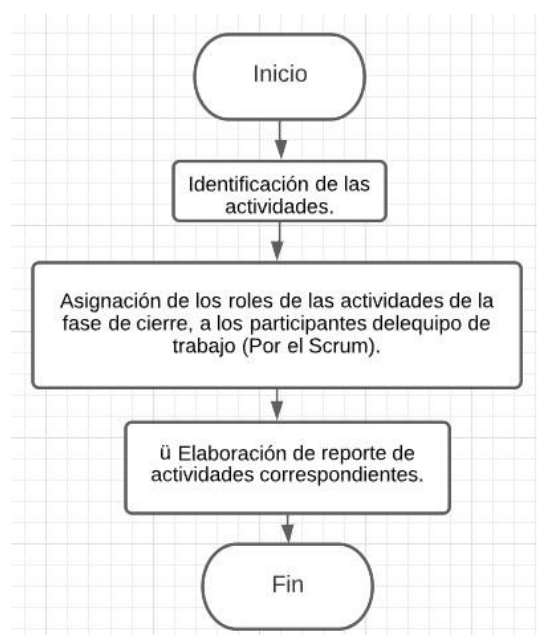 Inicio
Identificación de las
actividades.
Asignación de los roles de las actividades de la
fase de cierre, a los participantes delequipo de
trabajo (Por el Scrum).
ü Elaboración de reporte de
actividades correspondientes.
Fin